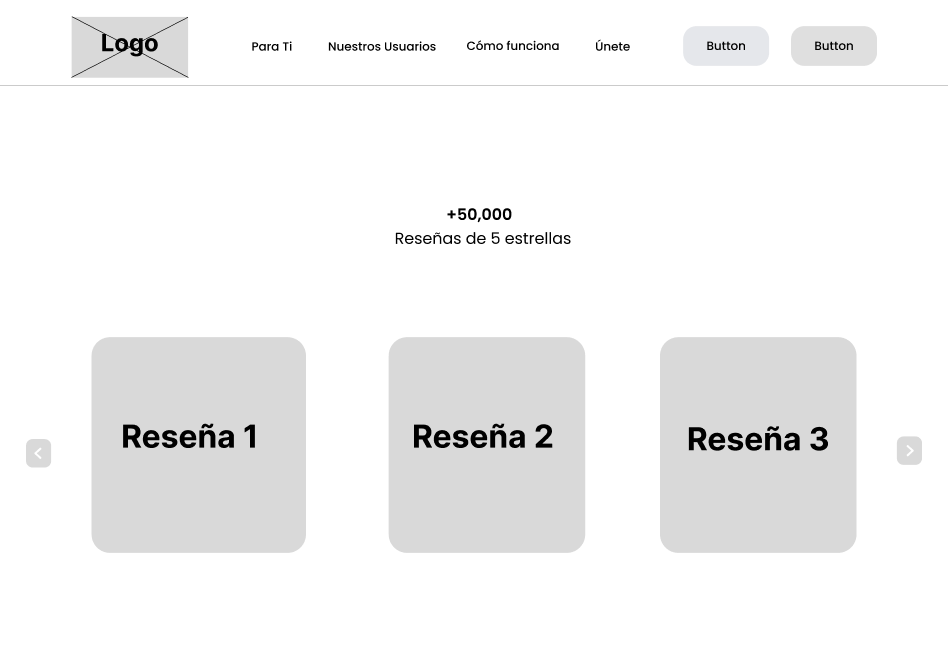 Logo
Para Ti
Nuestros Usuarios
Cómo funciona
Únete
Button
Button
+50,000
Reseñas de 5 estrellas
Reseña 1
Reseña 2
Reseña 3